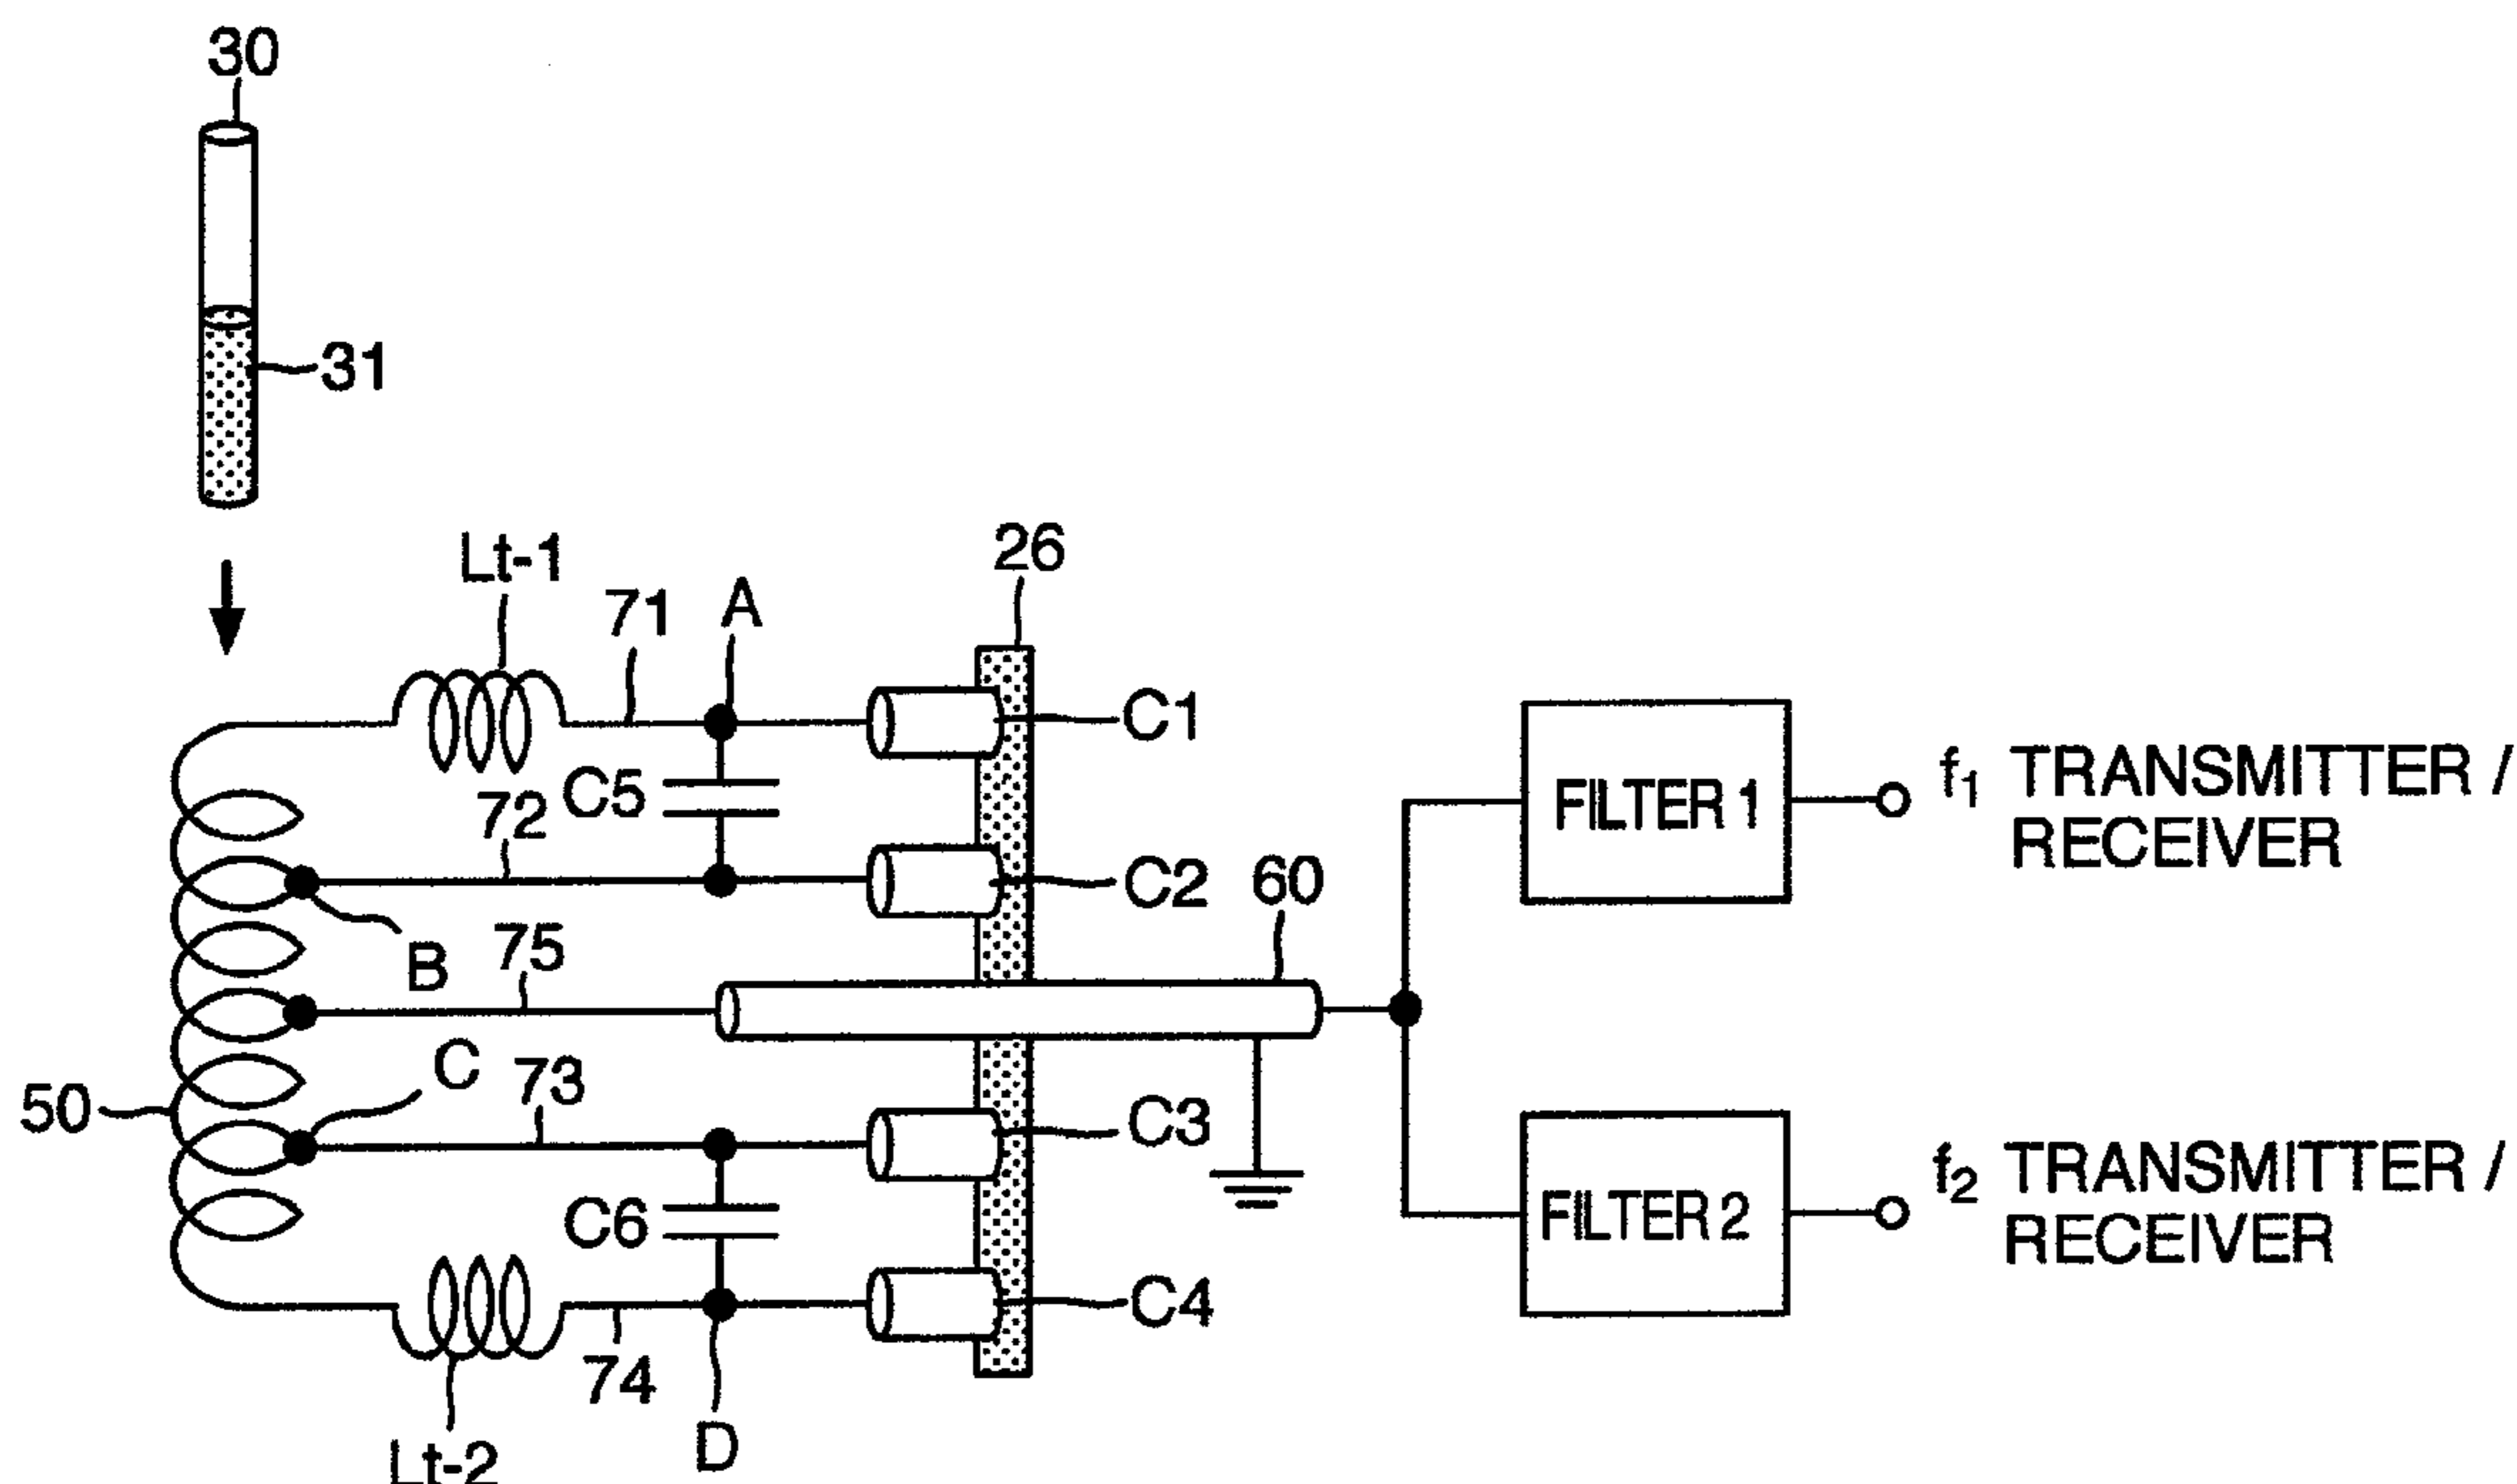 30
31
Lt-1
71
A
26
C1
C5
72
C2
60
B
75
C
73
50
C3
C6
C4
74
D
Lt-2
FILTER 1
f1 TRANSMITTER /
RECEIVER
FILTER 2
f2 TRANSMITTER /
RECEIVER